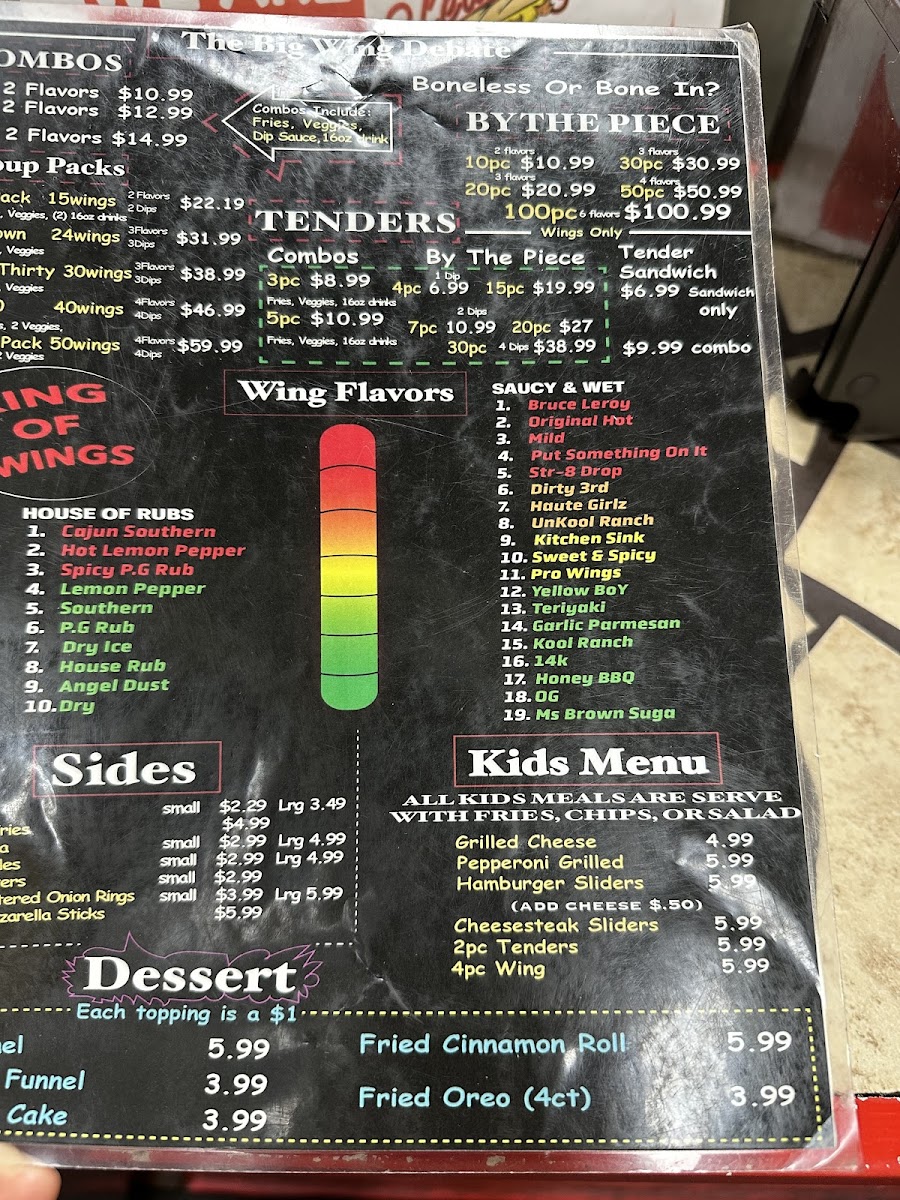 The Big Wing Debate
OMBOS
2 Flavors $10.99
2 Flavors $12.99
2 Flavors $14.99
Combos Include:
Fries, Veggies,
Dip Sauce, 16oz drink
Boneless Or Bone In?
BY THE PIECE
2 flavors
10pc $10.99
3 flavors
30pc $30.99
3 flavors
20pc $20.99
4 flavors
50pc $50.99
100pc 6 flavors $100.99
Wings Only
oup Packs
ack 15wings 2 Flavors 2 Dips $22.19
, Veggies, (2) 16oz drinks
own 24wings 3Flavors 3Dips $31.99
, Veggies
Thirty 30wings 3Flavors 3Dips $38.99
, Veggies
40wings 4Flavors 4Dips $46.99
s, 2 Veggies,
Pack 50wings 4Flavors 4Dips $59.99
2 Veggies
TENDERS
Combos
3pc $8.99
Fries, Veggies, 16oz drinks
5pc $10.99
Fries, Veggies, 16oz drinks
By The Piece
1 Dip
4pc 6.99 15pc $19.99
2 Dips
7pc 10.99 20pc $27
30pc 4 Dips $38.99
Tender
Sandwich
$6.99 Sandwich
only
$9.99 combo
KING
OF
WINGS
Wing Flavors
HOUSE OF RUBS
1. Cajun Southern
2. Hot Lemon Pepper
3. Spicy P.G Rub
4. Lemon Pepper
5. Southern
6. P.G Rub
7. Dry Ice
8. House Rub
9. Angel Dust
10. Dry
SAUCY & WET
1. Bruce Leroy
2. Original Hot
3. Mild
4. Put Something On It
5. Str-8 Drop
6. Dirty 3rd
7. Haute Girlz
8. UnKool Ranch
9. Kitchen Sink
10. Sweet & Spicy
11. Pro Wings
12. Yellow BoY
13. Teriyaki
14. Garlic Parmesan
15. Kool Ranch
16. 14k
17. Honey BBQ
18. OG
19. Ms Brown Suga
Sides
small $2.29 Lrg 3.49
ries $4.99
a small $2.99 Lrg 4.99
les small $2.99 Lrg 4.99
ers small $2.99
tered Onion Rings small $3.99 Lrg 5.99
zarella Sticks $5.99
Kids Menu
ALL KIDS MEALS ARE SERVE
WITH FRIES, CHIPS, OR SALAD
Grilled Cheese 4.99
Pepperoni Grilled 5.99
Hamburger Sliders 5.99
(ADD CHEESE $.50)
Cheesesteak Sliders 5.99
2pc Tenders 5.99
4pc Wing 5.99
Dessert
Each topping is a $1
nel 5.99
Funnel 3.99
Cake 3.99
Fried Cinnamon Roll 5.99
Fried Oreo (4ct) 3.99